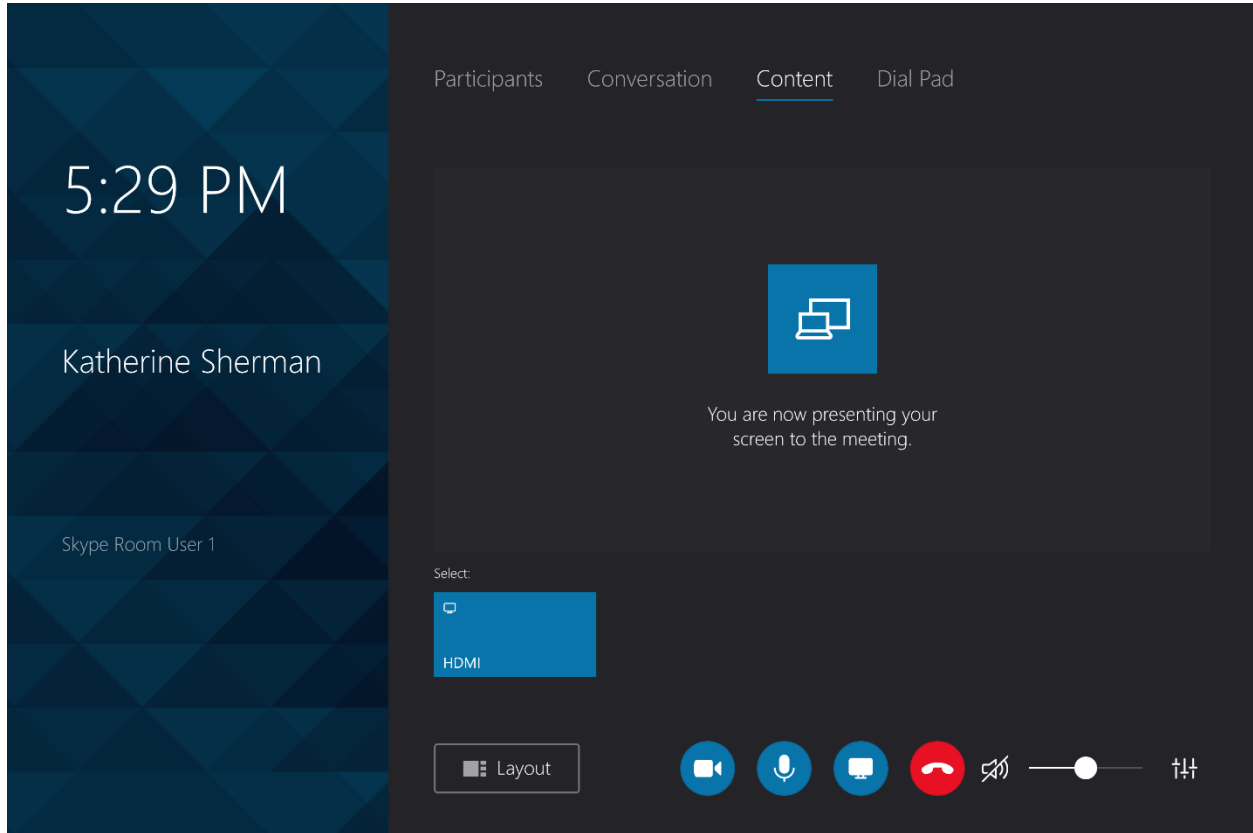 5:29 PM
Katherine Sherman
Skype Room User 1
Participants Conversation Content Dial Pad
You are now presenting your
screen to the meeting.
Select:
HDMI
Layout